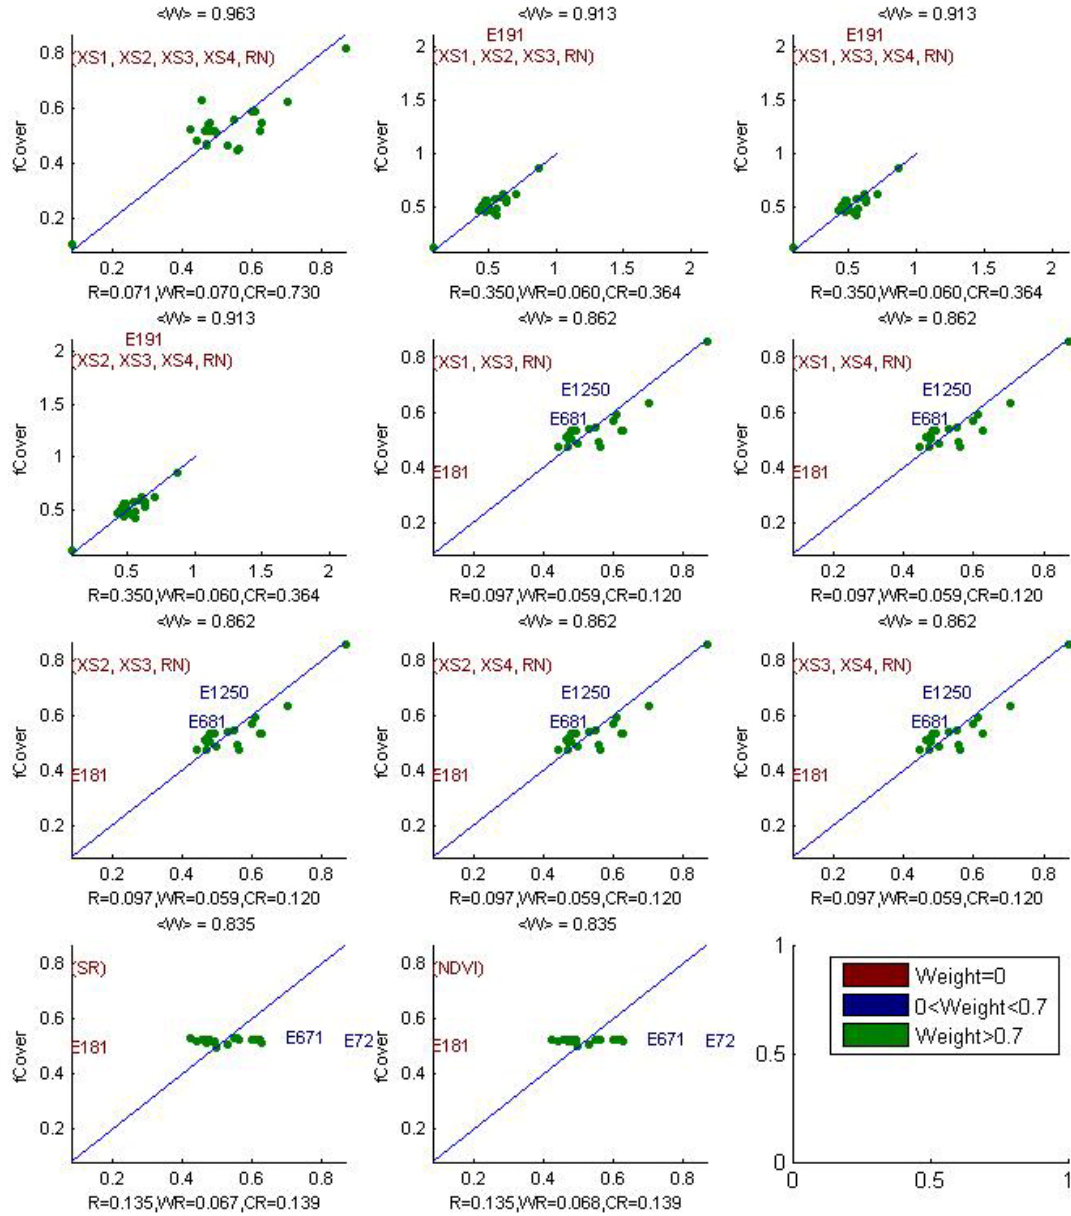 <W> = 0.963
<W> = 0.913
<W> = 0.913
(XS1, XS2, XS3, XS4, RN)
E191
(XS1, XS2, XS3, RN)
E191
(XS1, XS3, XS4, RN)
fCover
fCover
fCover
0.8
0.6
0.4
0.2
2
1.5
1
0.5
2
1.5
1
0.5
0.2 0.4 0.6 0.8
0.5 1 1.5 2
0.5 1 1.5 2
R=0.071,WR=0.070,CR=0.730
R=0.350,WR=0.060,CR=0.364
R=0.350,WR=0.060,CR=0.364
<W> = 0.913
<W> = 0.862
<W> = 0.862
E191
(XS2, XS3, XS4, RN)
(XS1, XS3, RN)
(XS1, XS4, RN)
E1250
E681
E181
E1250
E681
E181
fCover
fCover
fCover
2
1.5
1
0.5
0.8
0.6
0.4
0.2
0.8
0.6
0.4
0.2
0.5 1 1.5 2
0.2 0.4 0.6 0.8
0.2 0.4 0.6 0.8
R=0.350,WR=0.060,CR=0.364
R=0.097,WR=0.059,CR=0.120
R=0.097,WR=0.059,CR=0.120
<W> = 0.862
<W> = 0.862
<W> = 0.862
(XS2, XS3, RN)
(XS2, XS4, RN)
(XS3, XS4, RN)
E1250
E681
E181
E1250
E681
E181
E1250
E681
E181
fCover
fCover
fCover
0.8
0.6
0.4
0.2
0.8
0.6
0.4
0.2
0.8
0.6
0.4
0.2
0.2 0.4 0.6 0.8
0.2 0.4 0.6 0.8
0.2 0.4 0.6 0.8
R=0.097,WR=0.059,CR=0.120
R=0.097,WR=0.059,CR=0.120
R=0.097,WR=0.059,CR=0.120
<W> = 0.835
<W> = 0.835
(SR)
(NDVI)
E181
E671
E72
E181
E671
E72
fCover
fCover
0.8
0.6
0.4
0.2
0.8
0.6
0.4
0.2
0.2 0.4 0.6 0.8
0.2 0.4 0.6 0.8
R=0.135,WR=0.067,CR=0.139
R=0.135,WR=0.068,CR=0.139
1
0.5
0
Weight=0
0<Weight<0.7
Weight>0.7
0 0.5 1